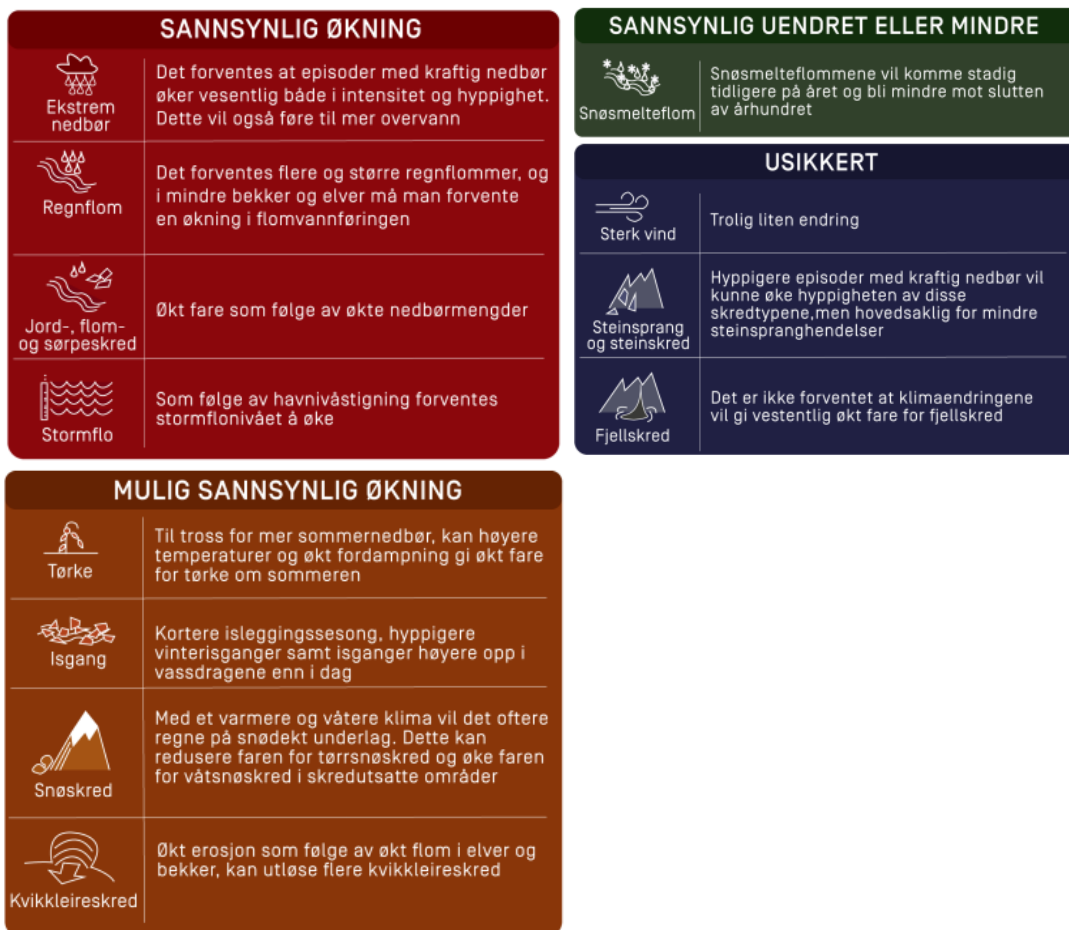 SANNSYNLIG ØKNING
Ekstrem
nedbør
Det forventes at episoder med kraftig nedbør
øker vesentlig både i intensitet og hyppighet.
Dette vil også føre til mer overvann
Regnflom
Det forventes flere og større regnflommer, og
i mindre bekker og elver må man forvente
en økning i flomvannføringen
Jord-, flom-
og sørpeskred
Økt fare som følge av økte nedbørmengder
Stormflo
Som følge av havnivåstigning forventes
stormflonivået å øke
SANNSYNLIG UENDRET ELLER MINDRE
Snøsmelteflom
Snøsmelteflommene vil komme stadig
tidligere på året og bli mindre mot slutten
av århundret
USIKKERT
Sterk vind
Trolig liten endring
Steinsprang
og steinskred
Hyppigere episoder med kraftig nedbør vil
kunne øke hyppigheten av disse
skredtypene,men hovedsaklig for mindre
steinspranghendelser
Fjellskred
Det er ikke forventet at klimaendringene
vil gi vestentlig økt fare for fjellskred
MULIG SANNSYNLIG ØKNING
Tørke
Til tross for mer sommernedbør, kan høyere
temperaturer og økt fordampning gi økt fare
for tørke om sommeren
Isgang
Kortere isleggingssesong, hyppigere
vinterisganger samt isganger høyere opp i
vassdragene enn i dag
Snøskred
Med et varmere og våtere klima vil det oftere
regne på snødekt underlag. Dette kan
redusere faren for tørrsnøskred og øke faren
for våtsnøskred i skredutsatte områder
Kvikkleireskred
Økt erosjon som følge av økt flom i elver og
bekker, kan utløse flere kvikkleireskred